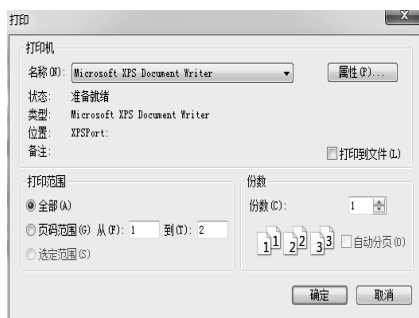 打印
X
打印机
名称(N): Microsoft XPS Document Writer 属性(P)...
状态: 准备就绪
类型: Microsoft XPS Document Writer
位置: XPSPort:
备注: 打印到文件(L)
打印范围
全部(A)
页码范围(G) 从(F): 1 到(T): 2
选定范围(S)
份数
份数(C): 1
1 1 2 2 3 3 自动分页(O)
确定 取消